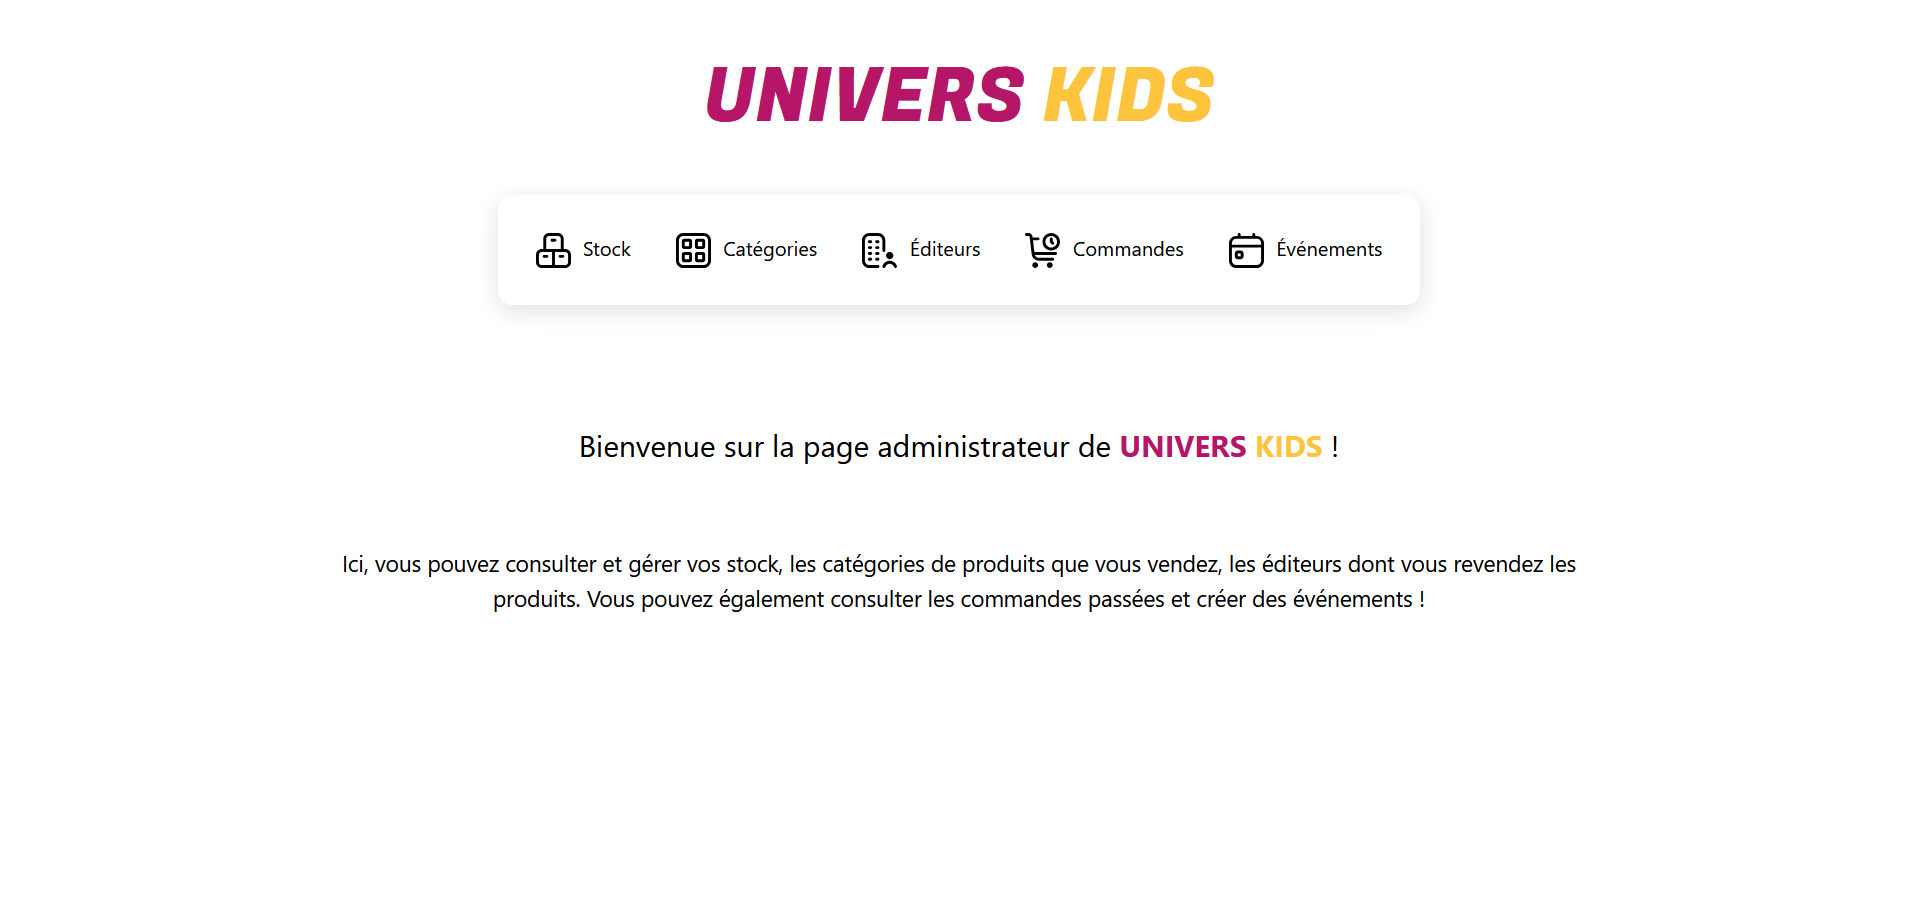 UNIVERS KIDS
Stock
Catégories
Éditeurs
Commandes
Événements
Bienvenue sur la page administrateur de UNIVERS KIDS !
Ici, vous pouvez consulter et gérer vos stock, les catégories de produits que vous vendez, les éditeurs dont vous revendez les
produits. Vous pouvez également consulter les commandes passées et créer des événements !